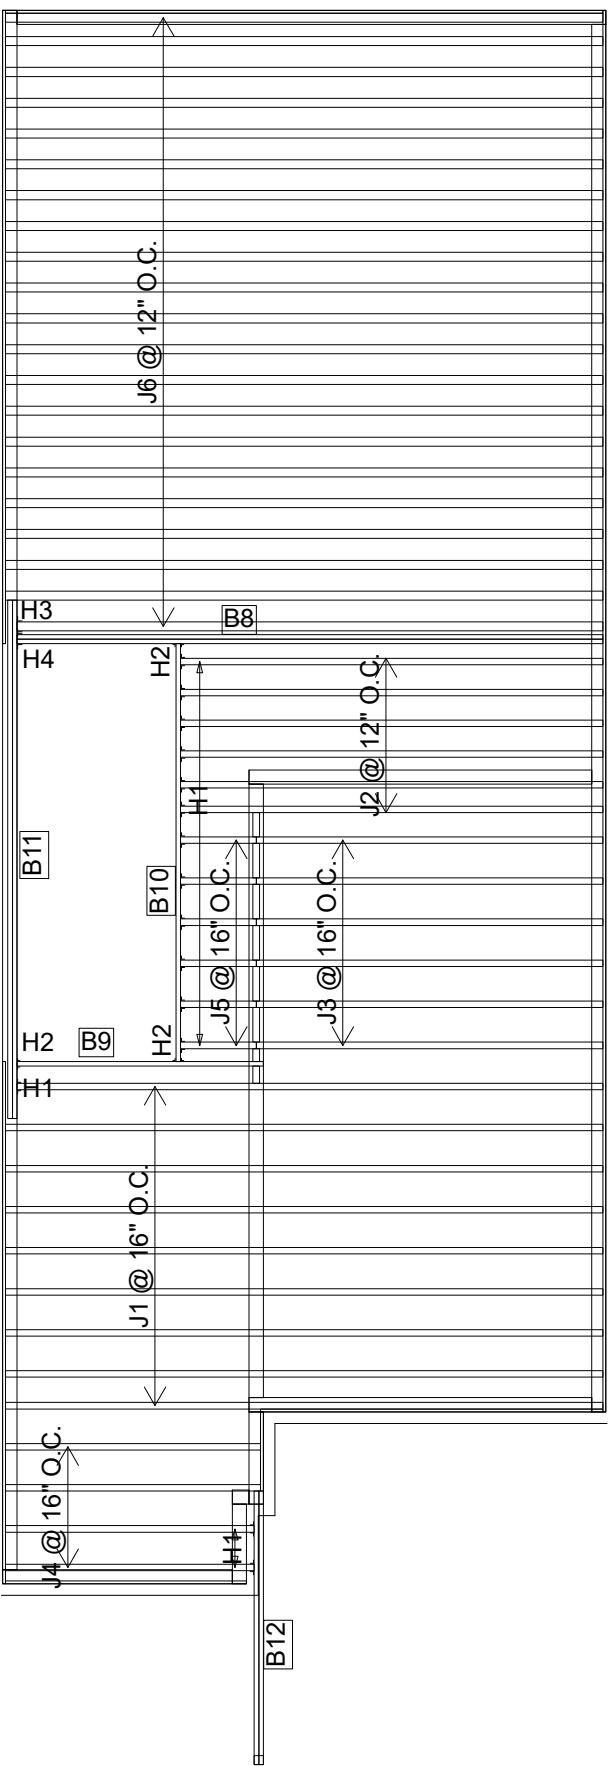 J6 @ 12" O.C.
H3
B8
H4
H2
J2 @ 12" O.C.
H1
B11
B10
J5 @ 16" O.C.
J3 @ 16" O.C.
H2
B9
H2
H1
J1 @ 16" O.C.
J4 @ 16" O.C.
H1
B12